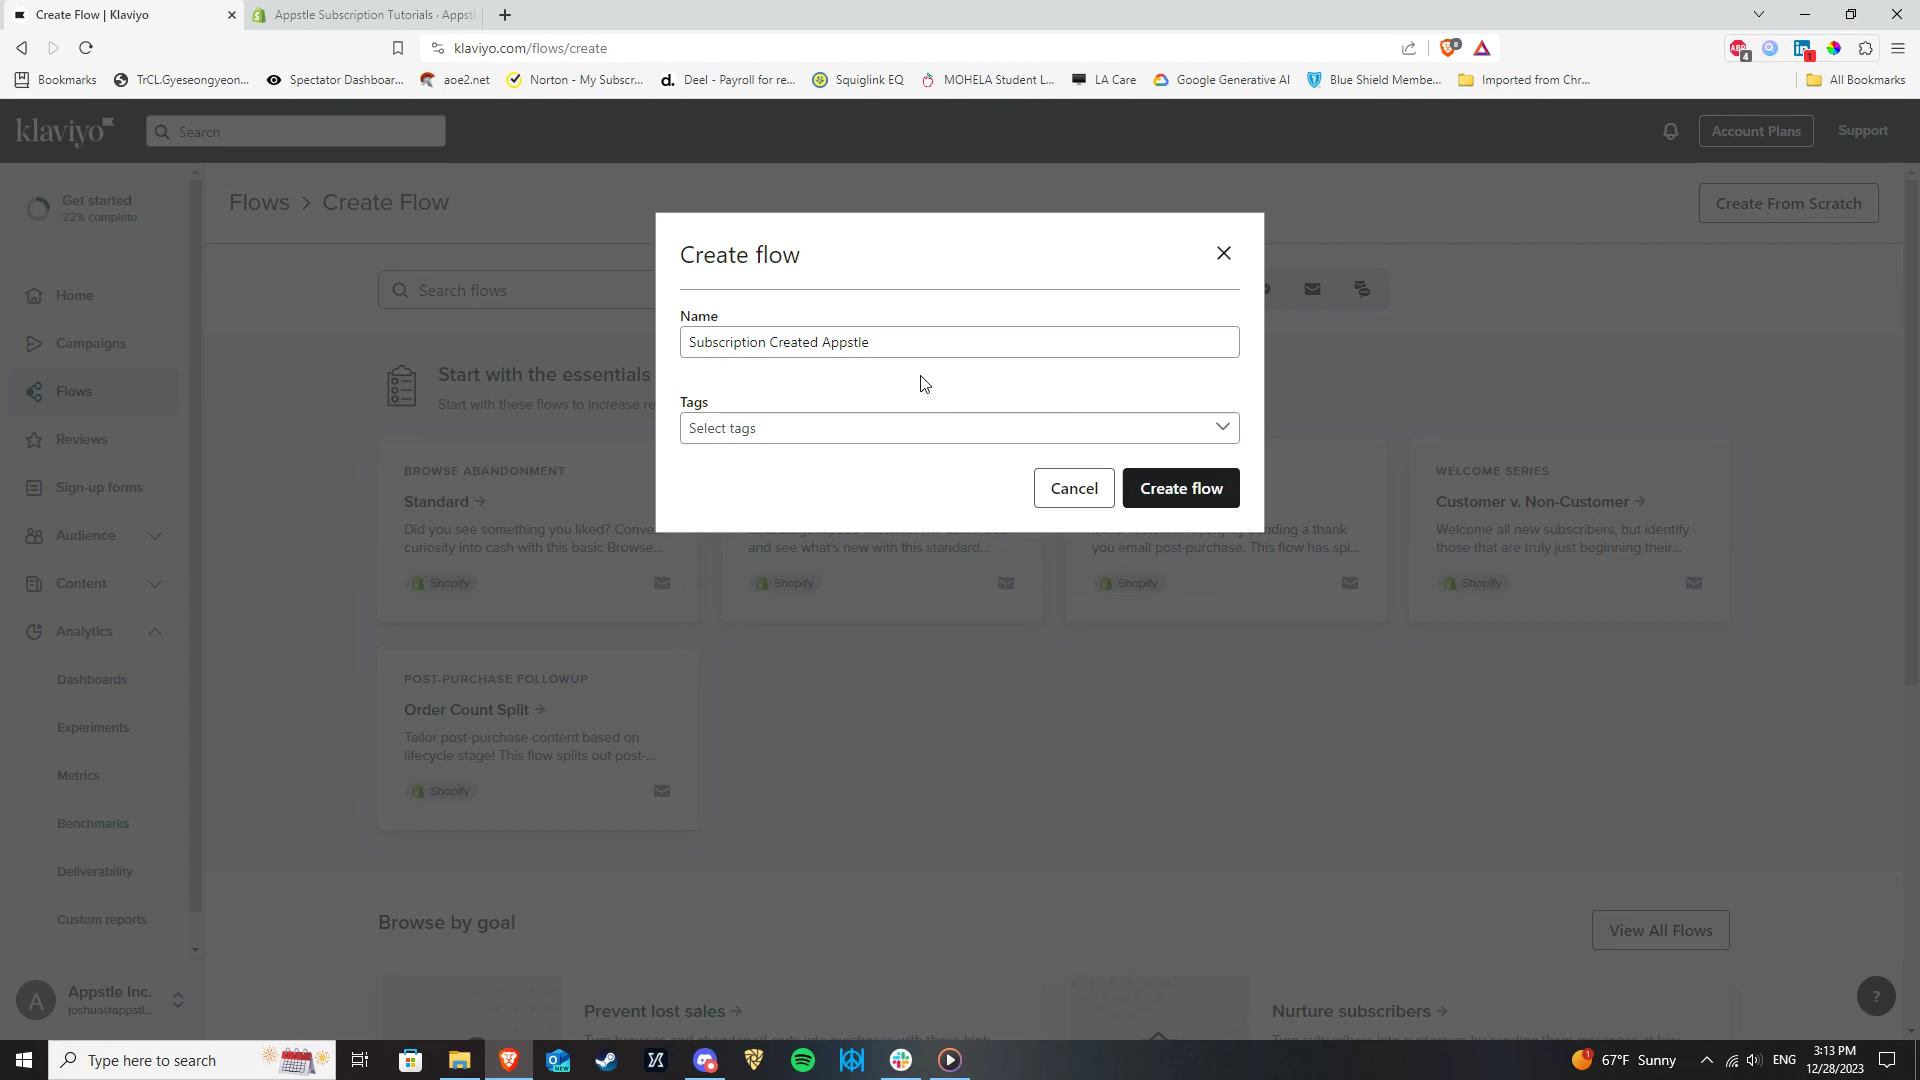 Create Flow | Klaviyo
Appstle Subscription Tutorials · Appstl
klaviyo.com/flows/create
8
4
1
Bookmarks
TrCL.Gyeseongyeon...
Spectator Dashboar...
aoe2.net
Norton - My Subscr...
Deel - Payroll for re...
Squiglink EQ
MOHELA Student L...
LA Care
Google Generative AI
Blue Shield Membe...
Imported from Chr...
All Bookmarks
klaviyo
Search
Account Plans
Support
Get started
22% complete
Flows > Create Flow
Create From Scratch
Home
Campaigns
Flows
Reviews
Sign-up forms
Audience
Content
Analytics
Dashboards
Experiments
Metrics
Benchmarks
Deliverability
Custom reports
Appstle Inc.
joshua@appstl...
A
Search flows
Start with the essentials
Start with these flows to increase re
Create flow
Name
Subscription Created Appstle
Tags
Select tags
Cancel
Create flow
BROWSE ABANDONMENT
Standard →
Did you see something you liked? Conve
curiosity into cash with this basic Browse...
Shopify
and see what's new with this standard...
Shopify
nding a thank
you email post-purchase. This flow has spl...
Shopify
WELCOME SERIES
Customer v. Non-Customer →
Welcome all new subscribers, but identify
those that are truly just beginning their...
Shopify
POST-PURCHASE FOLLOWUP
Order Count Split →
Tailor post-purchase content based on
lifecycle stage! This flow splits out post-...
Shopify
Browse by goal
View All Flows
Prevent lost sales →
Nurture subscribers →
?
Type here to search
NEW
1
67°F Sunny
ENG
3:13 PM
12/28/2023